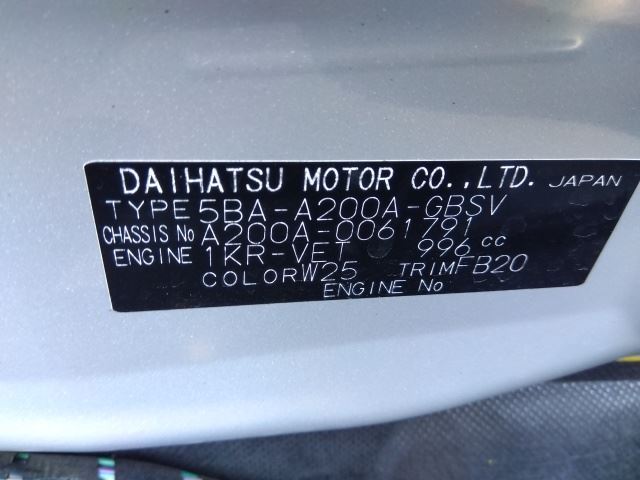 DAIHATSU MOTOR CO.,LTD. JAPAN
TYPE 5BA-A200A-GBSV
CHASSIS No A200A-0061791
ENGINE 1KR-VET 996 cc
COLOR W25 TRIM FB20
ENGINE No